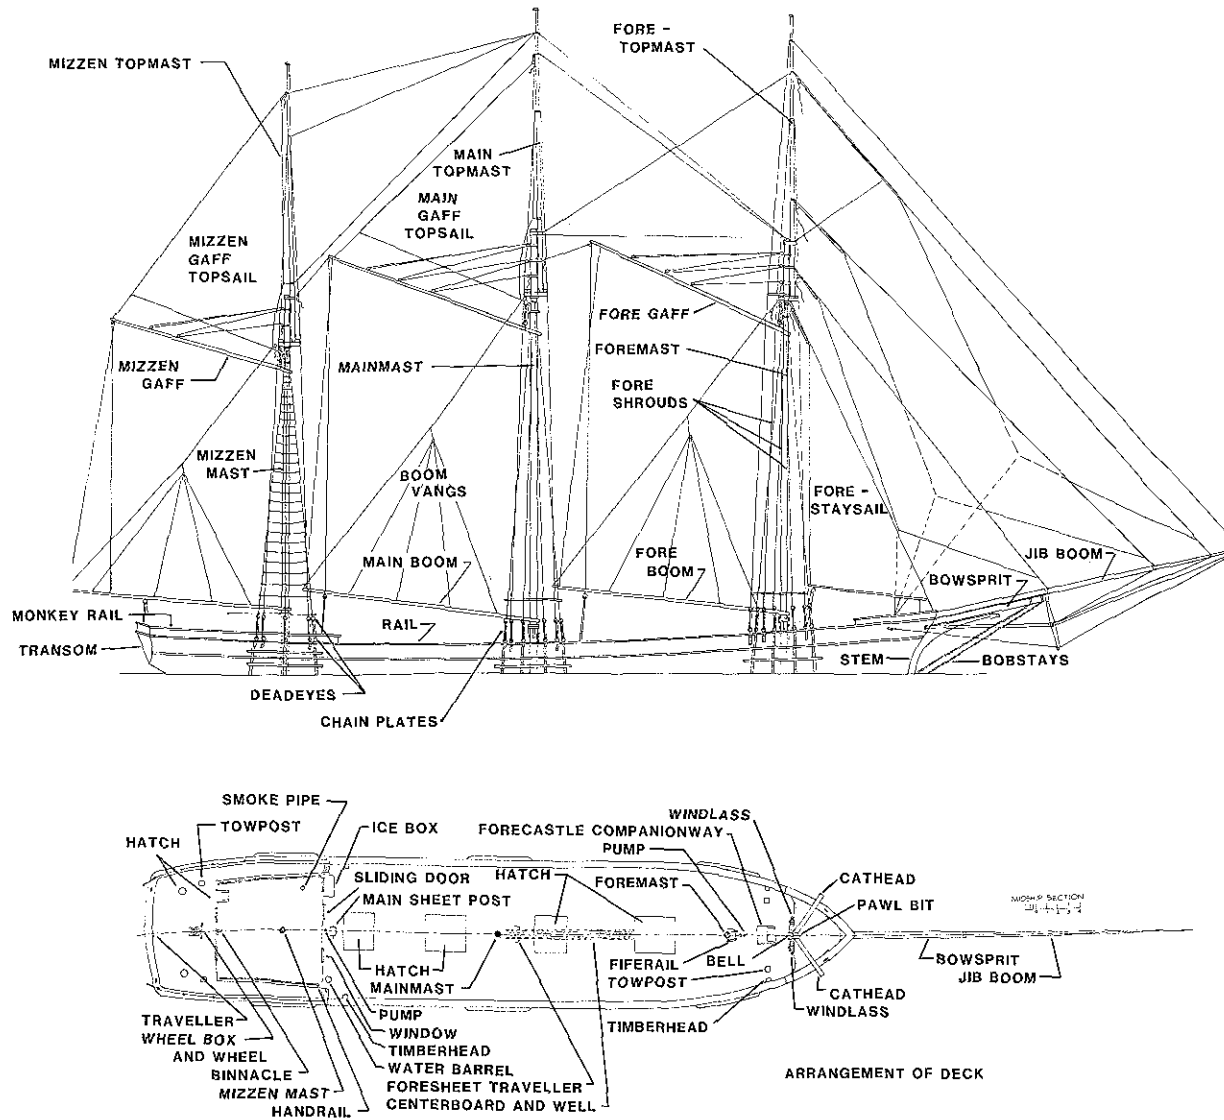 FORE -
TOPMAST
MIZZEN TOPMAST
MAIN
TOPMAST
MAIN
GAFF
TOPSAIL
MIZZEN
GAFF
TOPSAIL
FORE GAFF
MIZZEN
GAFF
MAINMAST
FOREMAST
FORE
SHROUDS
MIZZEN
MAST
BOOM
VANGS
FORE -
STAYSAIL
MAIN BOOM
FORE
BOOM
JIB BOOM
BOWSPRIT
MONKEY RAIL
RAIL
TRANSOM
STEM
BOBSTAYS
DEADEYES
CHAIN PLATES
SMOKE PIPE
TOWPOST
HATCH
ICE BOX
WINDLASS
FORECASTLE COMPANIONWAY
PUMP
SLIDING DOOR
MAIN SHEET POST
HATCH
FOREMAST
CATHEAD
PAWL BIT
MIDSHIP SECTION
HATCH
MAINMAST
FIFERAIL
BELL
TOWPOST
BOWSPRIT
JIB BOOM
CATHEAD
WINDLASS
TRAVELLER
WHEEL BOX
AND WHEEL
BINNACLE
MIZZEN MAST
HANDRAIL
PUMP
WINDOW
TIMBERHEAD
WATER BARREL
FORESHEET TRAVELLER
CENTERBOARD AND WELL
TIMBERHEAD
ARRANGEMENT OF DECK